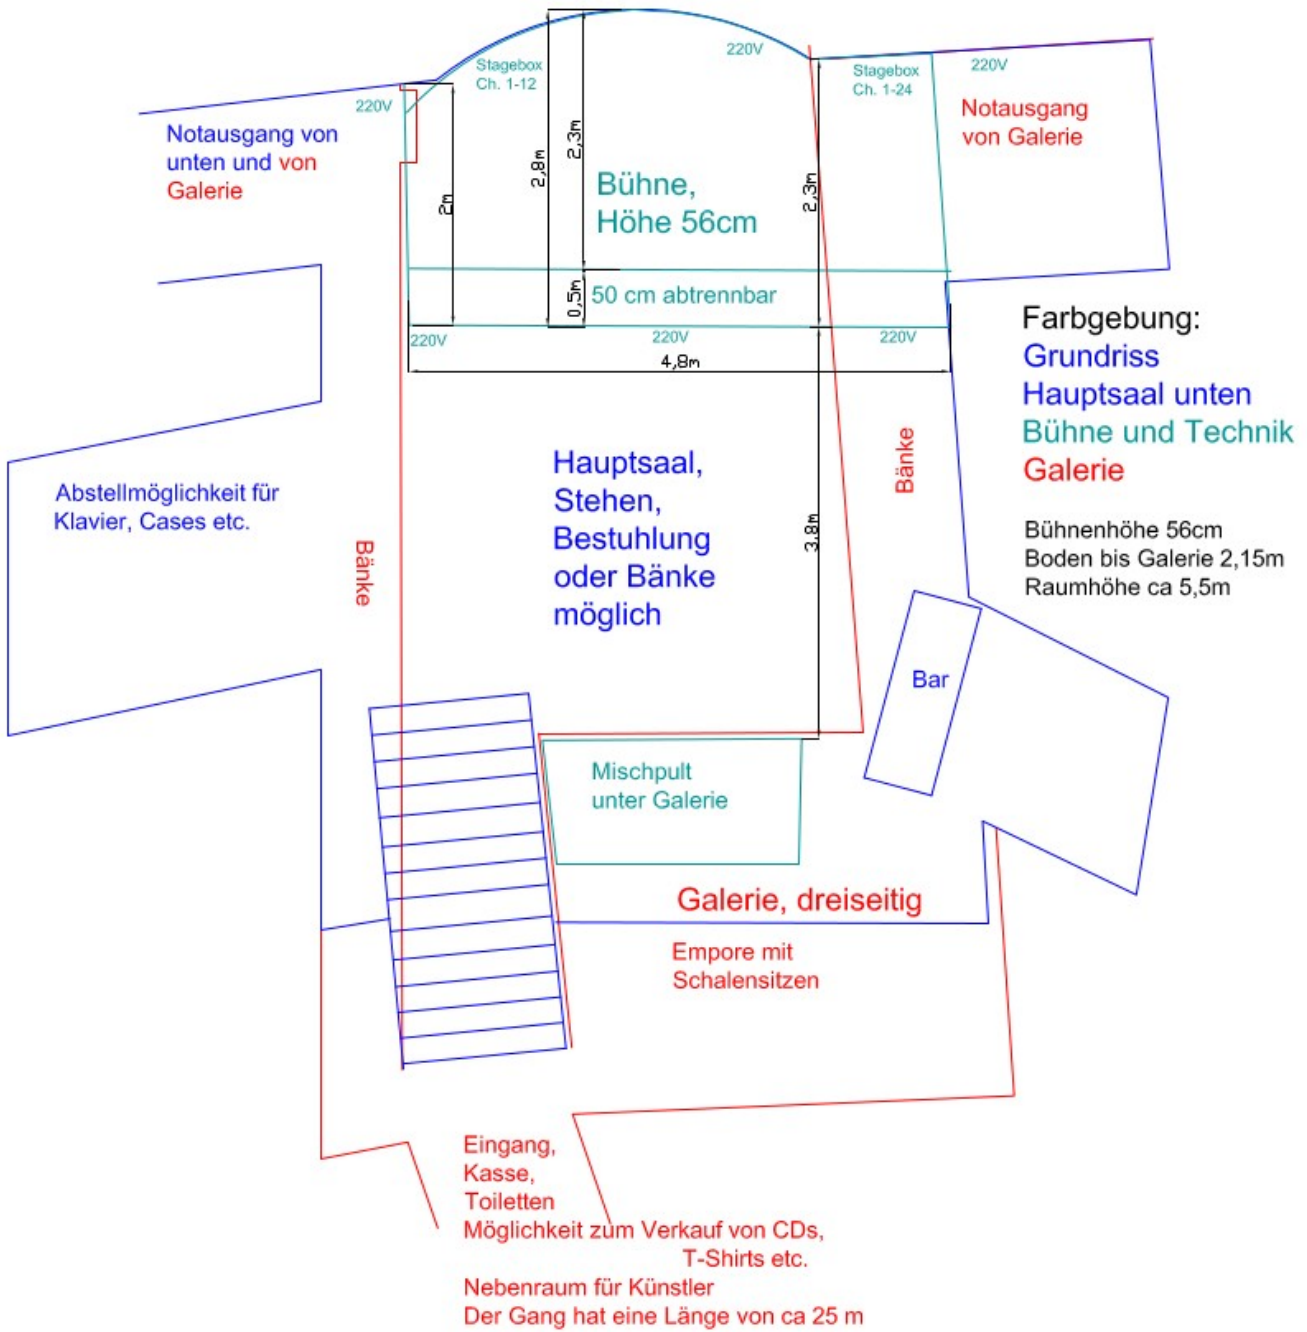 220V
Stagebox
Ch. 1-12
220V
Stagebox
Ch. 1-24
220V
Notausgang von
unten und von
Galerie
Notausgang
von Galerie
2m
2,8m
2,3m
2,3m
Bühne,
Höhe 56cm
0,5m
50 cm abtrennbar
220V
220V
220V
4,8m
Farbgebung:
Grundriss
Hauptsaal unten
Bühne und Technik
Galerie
Bühnenhöhe 56cm
Boden bis Galerie 2,15m
Raumhöhe ca 5,5m
Abstellmöglichkeit für
Klavier, Cases etc.
Bänke
Hauptsaal,
Stehen,
Bestuhlung
oder Bänke
möglich
3,8m
Bänke
Bar
Mischpult
unter Galerie
Galerie, dreiseitig
Empore mit
Schalensitzen
Eingang,
Kasse,
Toiletten
Möglichkeit zum Verkauf von CDs,
T-Shirts etc.
Nebenraum für Künstler
Der Gang hat eine Länge von ca 25 m